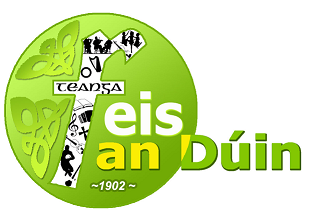 TEANGA
feis
an Dúin
~1902~